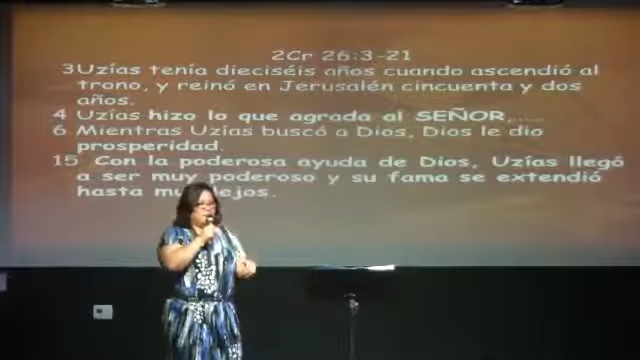 2Cr 26:3-21
3Uzías tenía dieciséis años cuando ascendió al
trono, y reinó en Jerusalén cincuenta y dos
años.
4 Uzías hizo lo que agrada al SEÑOR,.....
6 Mientras Uzías buscó a Dios, Dios le dio
prosperidad.
15 Con la poderosa ayuda de Dios, Uzías llegó
a ser muy poderoso y su fama se extendió
hasta muy lejos.